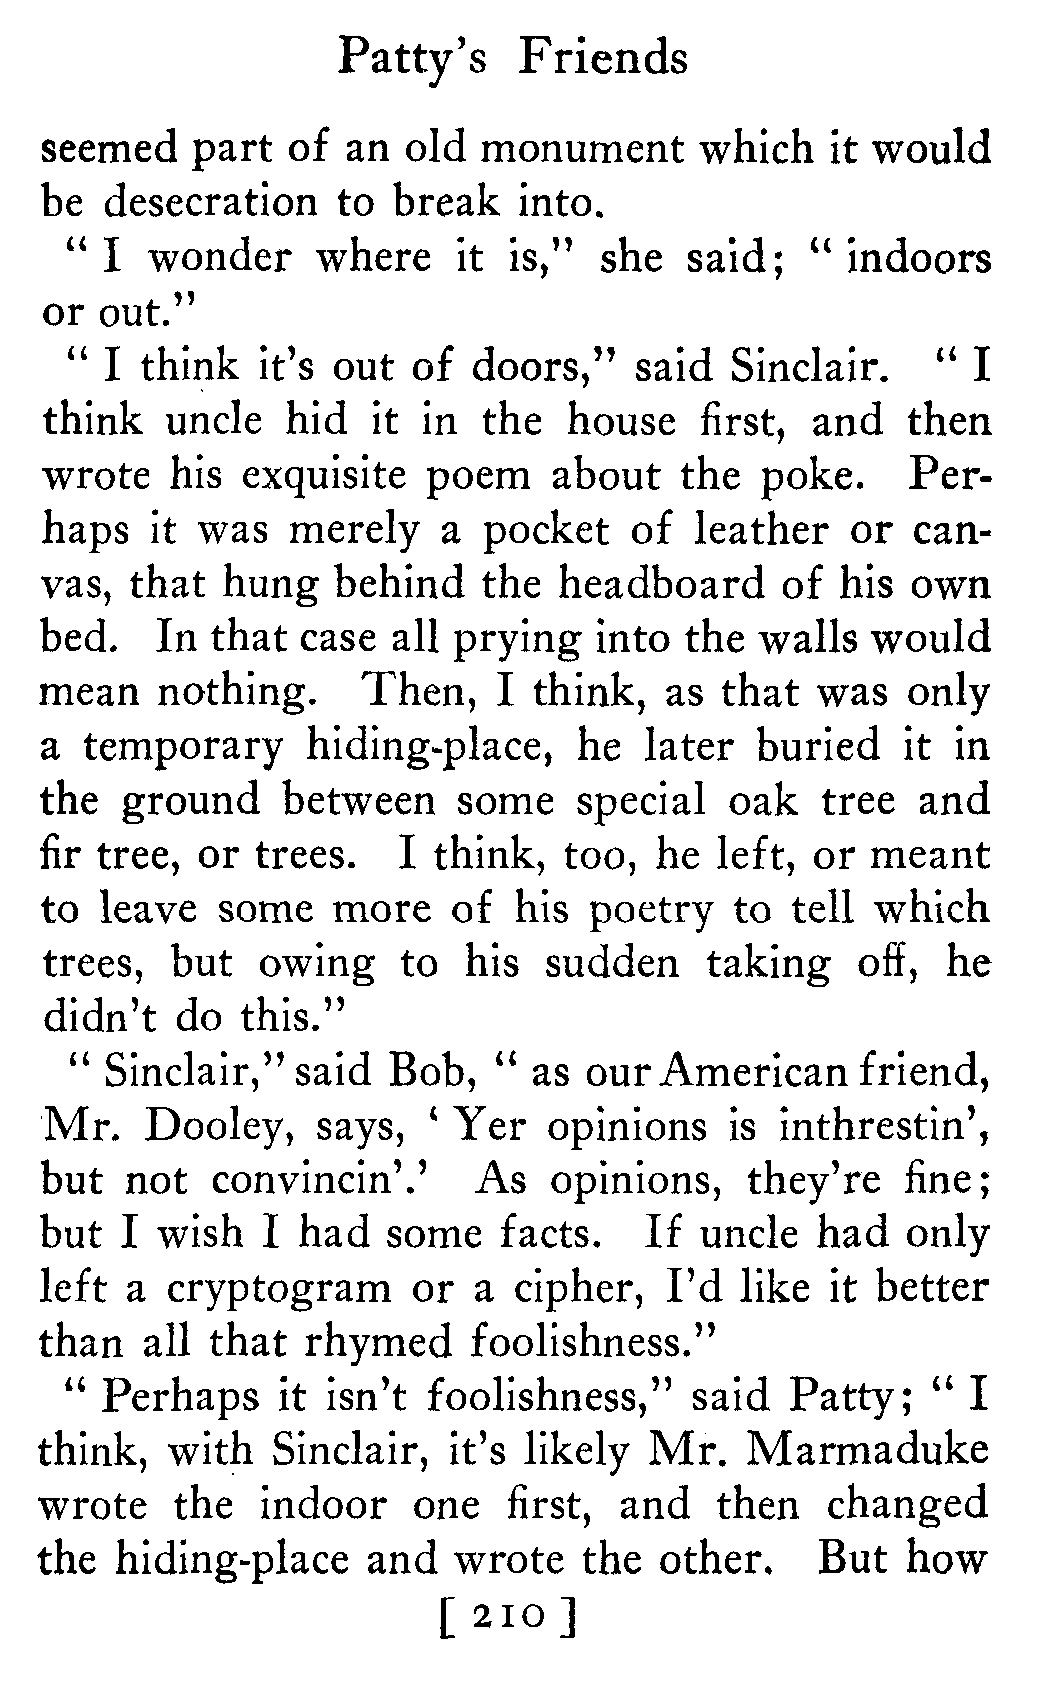 Patty's Friends
seemed part of an old monument which it would
be desecration to break into.
" I wonder where it is," she said; " indoors
or out."
" I think it's out of doors," said Sinclair. " I
think uncle hid it in the house first, and then
wrote his exquisite poem about the poke. Per-
haps it was merely a pocket of leather or can-
vas, that hung behind the headboard of his own
bed. In that case all prying into the walls would
mean nothing. Then, I think, as that was only
a temporary hiding-place, he later buried it in
the ground between some special oak tree and
fir tree, or trees. I think, too, he left, or meant
to leave some more of his poetry to tell which
trees, but owing to his sudden taking off, he
didn't do this."
" Sinclair," said Bob, " as our American friend,
Mr. Dooley, says, ' Yer opinions is inthrestin',
but not convincin'.' As opinions, they're fine;
but I wish I had some facts. If uncle had only
left a cryptogram or a cipher, I'd like it better
than all that rhymed foolishness."
" Perhaps it isn't foolishness," said Patty; " I
think, with Sinclair, it's likely Mr. Marmaduke
wrote the indoor one first, and then changed
the hiding-place and wrote the other. But how
[ 210 ]